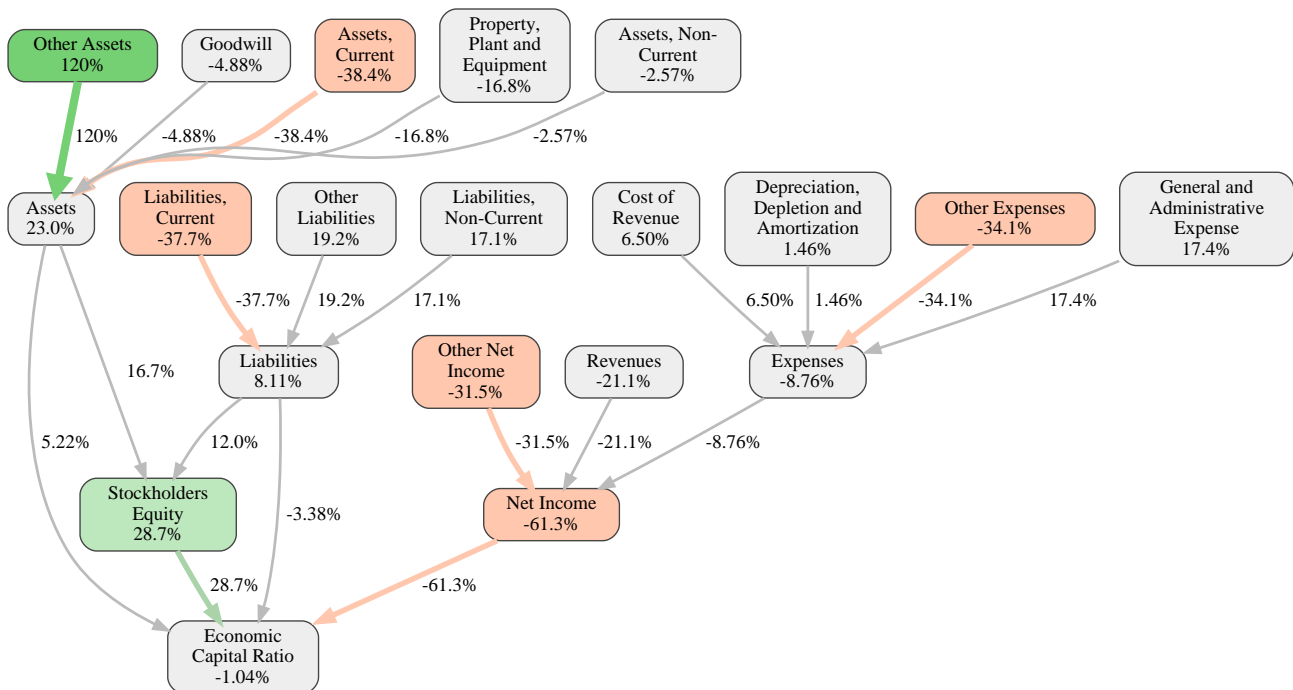 Other Assets
120%
Goodwill
-4.88%
Assets,
Current
-38.4%
Property,
Plant and
Equipment
-16.8%
Assets, Non-
Current
-2.57%
120%
-4.88%
-38.4%
-16.8%
-2.57%
Assets
23.0%
Liabilities,
Current
-37.7%
Other
Liabilities
19.2%
Liabilities,
Non-Current
17.1%
Cost of
Revenue
6.50%
Depreciation,
Depletion and
Amortization
1.46%
Other Expenses
-34.1%
General and
Administrative
Expense
17.4%
-37.7%
19.2%
17.1%
6.50%
1.46%
-34.1%
17.4%
Liabilities
8.11%
Other Net
Income
-31.5%
Revenues
-21.1%
Expenses
-8.76%
16.7%
5.22%
12.0%
-31.5%
-21.1%
-8.76%
Stockholders
Equity
28.7%
-3.38%
Net Income
-61.3%
28.7%
-61.3%
Economic
Capital Ratio
-1.04%